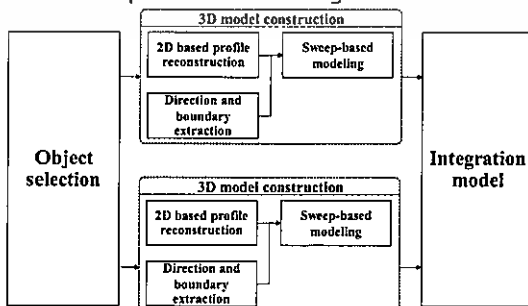 3D model construction
2D based profile
reconstruction
Sweep-based
modeling
Direction and
boundary
extraction
Object
selection
Integration
model
3D model construction
2D based profile
reconstruction
Sweep-based
modeling
Direction and
boundary
extraction